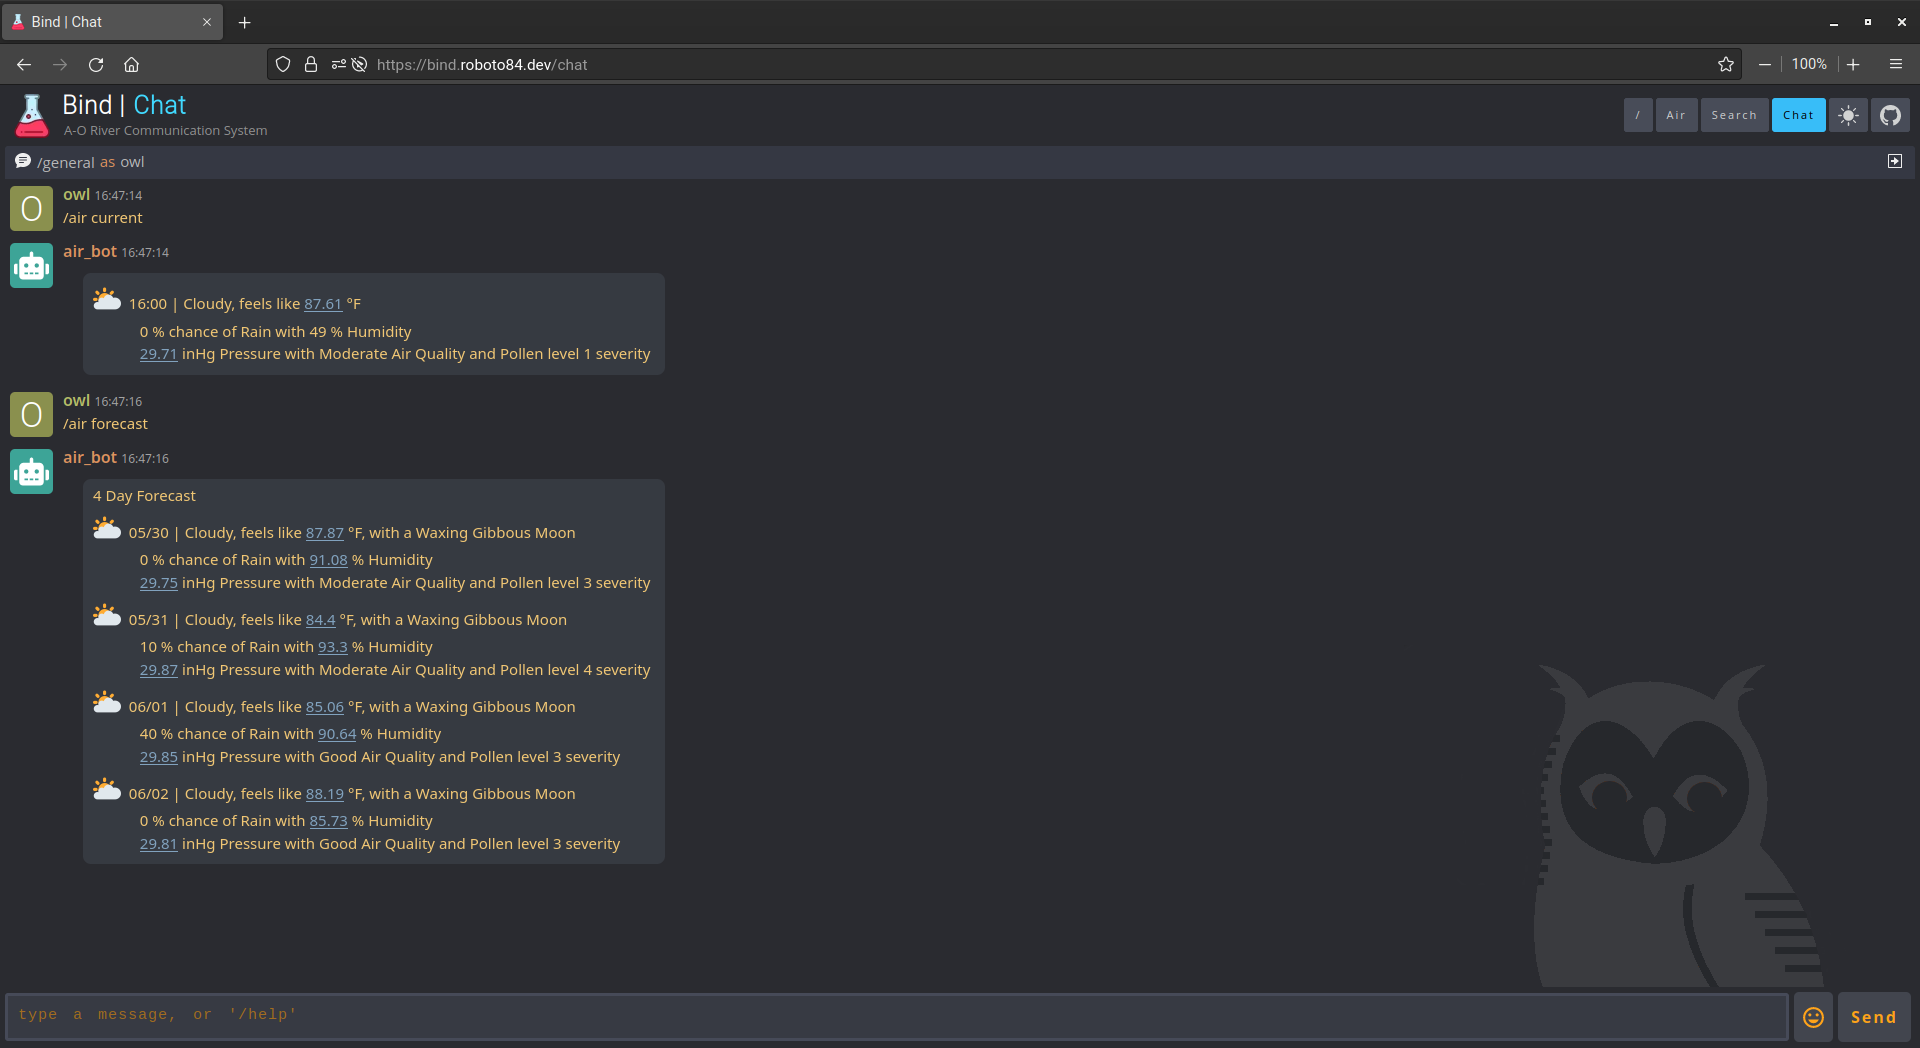 Bind | Chat
https://bind.roboto84.dev/chat
100%
Bind | Chat
A-O River Communication System
/
Air
Search
Chat
/general as owl
owl 16:47:14
O
/air current
air_bot 16:47:14
16:00 | Cloudy, feels like 87.61 °F
0 % chance of Rain with 49 % Humidity
29.71 inHg Pressure with Moderate Air Quality and Pollen level 1 severity
owl 16:47:16
O
/air forecast
air_bot 16:47:16
4 Day Forecast
05/30 | Cloudy, feels like 87.87 °F, with a Waxing Gibbous Moon
0 % chance of Rain with 91.08 % Humidity
29.75 inHg Pressure with Moderate Air Quality and Pollen level 3 severity
05/31 | Cloudy, feels like 84.4 °F, with a Waxing Gibbous Moon
10 % chance of Rain with 93.3 % Humidity
29.87 inHg Pressure with Moderate Air Quality and Pollen level 4 severity
06/01 | Cloudy, feels like 85.06 °F, with a Waxing Gibbous Moon
40 % chance of Rain with 90.64 % Humidity
29.85 inHg Pressure with Good Air Quality and Pollen level 3 severity
06/02 | Cloudy, feels like 88.19 °F, with a Waxing Gibbous Moon
0 % chance of Rain with 85.73 % Humidity
29.81 inHg Pressure with Good Air Quality and Pollen level 3 severity
type a message, or '/help'
Send